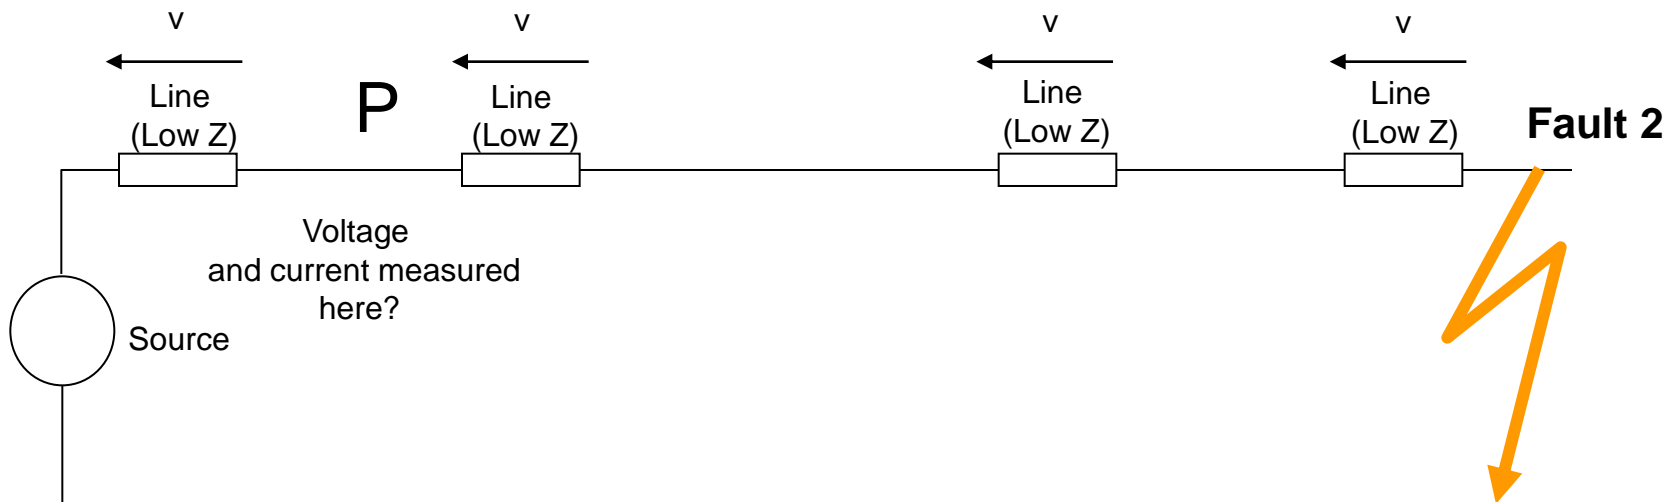 v
v
v
v
Line
(Low Z)
P
Line
(Low Z)
Line
(Low Z)
Line
(Low Z)
Fault 2
Voltage
and current measured
here?
Source